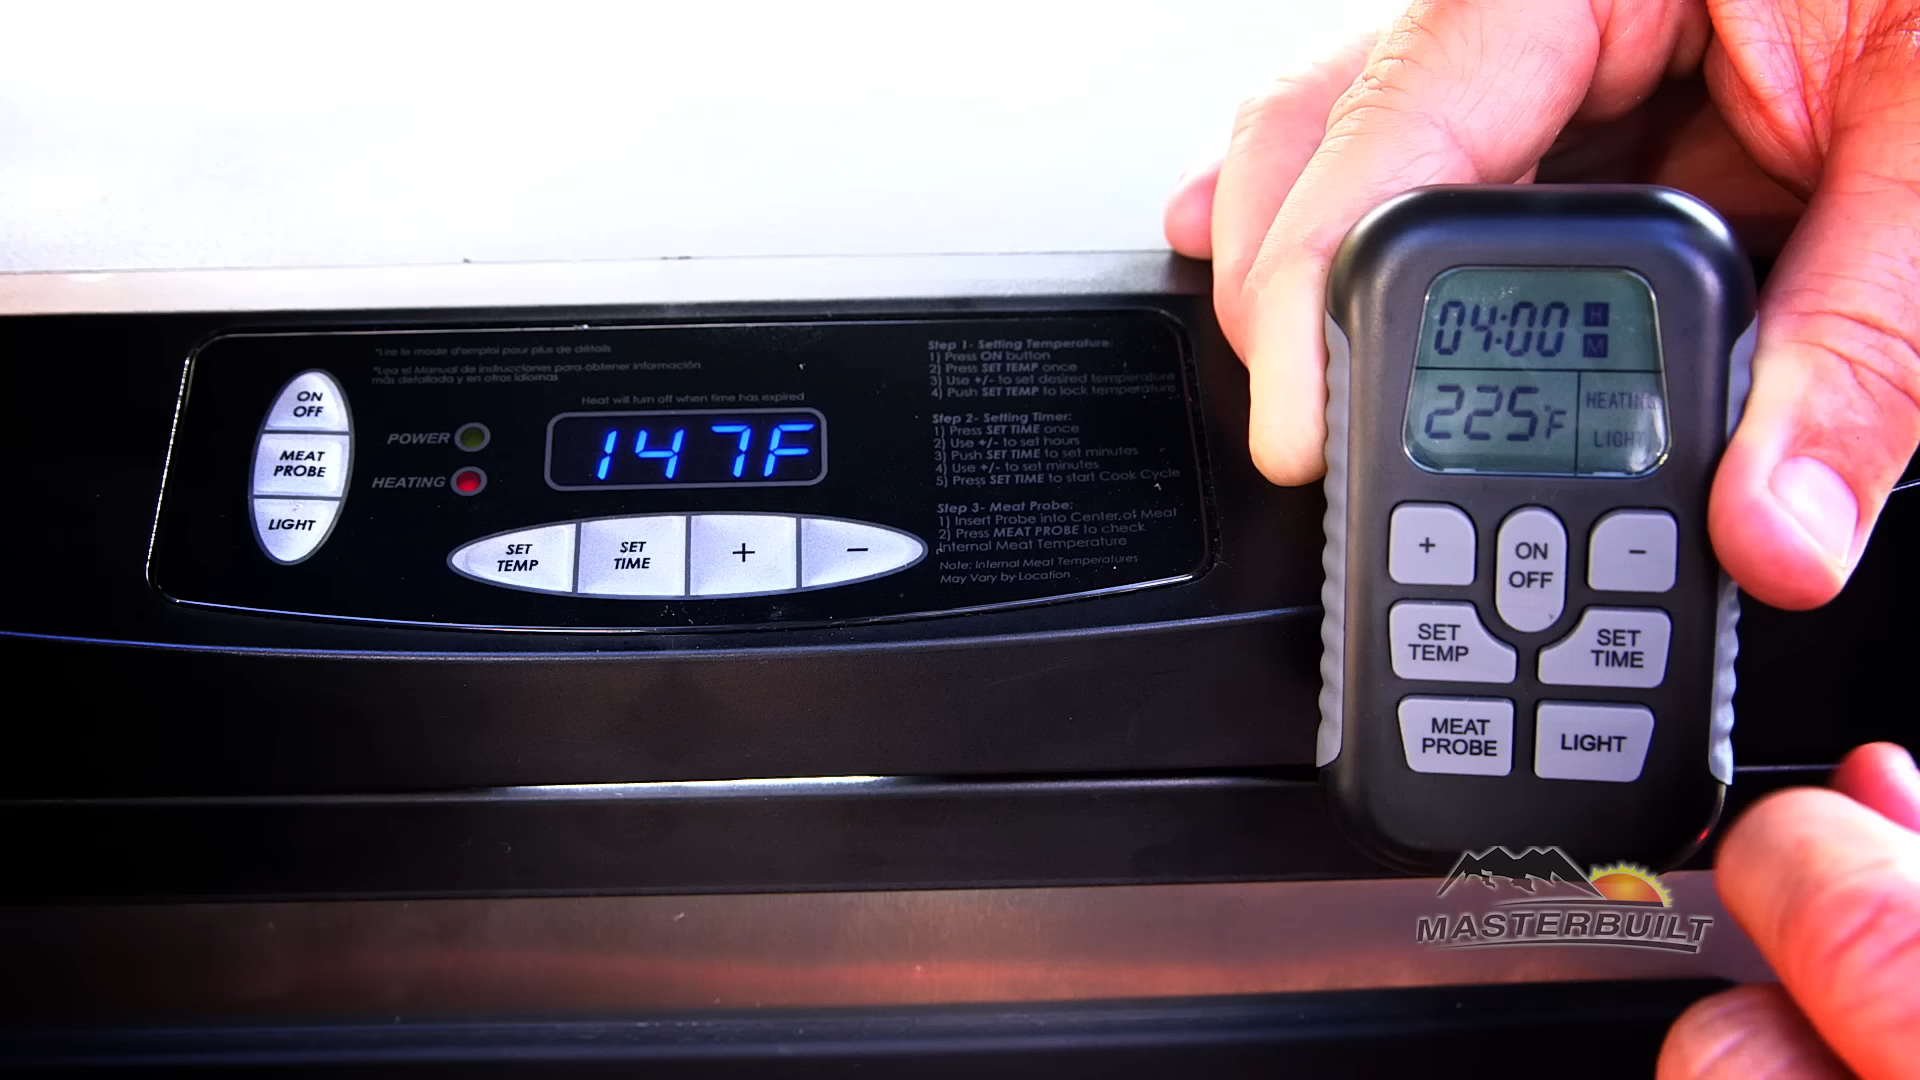 *Lire le mode d'emploi pour plus de détails
*Lea el Manual de instrucciones para obtener información
más detallada y en otros idiomas
Heat will turn off when time has expired
ON
OFF
MEAT
PROBE
LIGHT
POWER
HEATING
147F
SET
TEMP
SET
TIME
+
−
Step 1- Setting Temperature:
1) Press ON button
2) Press SET TEMP once
3) Use +/- to set desired temperature
4) Push SET TEMP to lock temperature
Step 2- Setting Timer:
1) Press SET TIME once
2) Use +/- to set hours
3) Push SET TIME to set minutes
4) Use +/- to set minutes
5) Press SET TIME to start Cook Cycle
Step 3- Meat Probe:
1) Insert Probe into Center of Meat
2) Press MEAT PROBE to check
Internal Meat Temperature
Note: Internal Meat Temperatures
May Vary by Location
04:00 H
M
225°F
HEATING
LIGHT
+
ON
OFF
−
SET
TEMP
SET
TIME
MEAT
PROBE
LIGHT
MASTERBUILT